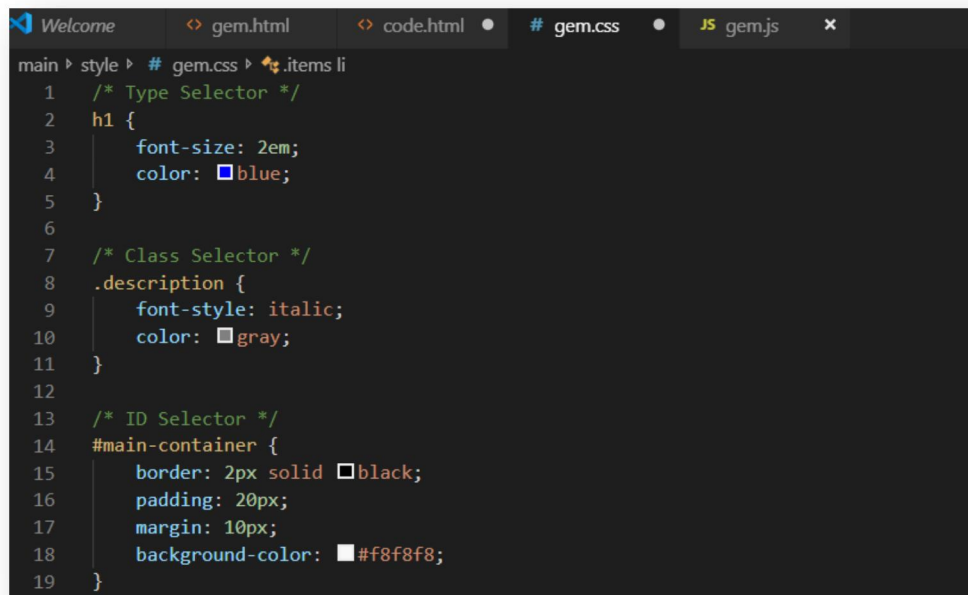 Welcome gem.html code.html gem.css JS gem.js
main style # gem.css .items li
1 /* Type Selector */
2 h1 {
3 font-size: 2em;
4 color: blue;
5 }
6
7 /* Class Selector */
8 .description {
9 font-style: italic;
10 color: gray;
11 }
12
13 /* ID Selector */
14 #main-container {
15 border: 2px solid black;
16 padding: 20px;
17 margin: 10px;
18 background-color: #f8f8f8;
19 }